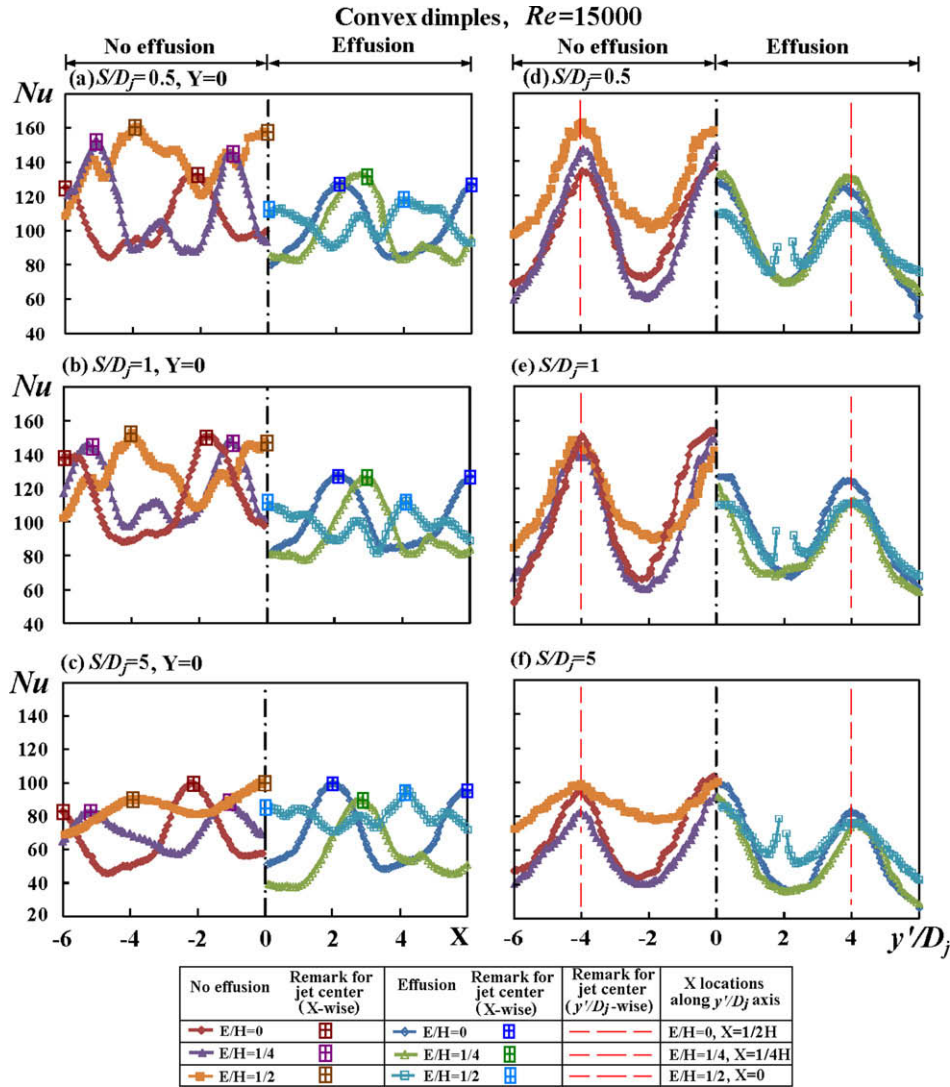 Convex dimples, Re=15000
No effusion Effusion No effusion Effusion
(a) S/Dj=0.5, Y=0
(d) S/Dj=0.5
Nu
160
140
120
100
80
60
40
(b) S/Dj=1, Y=0
(e) S/Dj=1
Nu
160
140
120
100
80
60
40
(c) S/Dj=5, Y=0
(f) S/Dj=5
Nu
160
140
120
100
80
60
40
20
-6 -4 -2 0 2 4 X
-6 -4 -2 0 2 4 y'/Dj
No effusion
Remark for
jet center
(X-wise)
Effusion
Remark for
jet center
(X-wise)
Remark for
jet center
(y'/Dj-wise)
X locations
along y'/Dj axis
E/H=0 E/H=0 E/H=0, X=1/2H
E/H=1/4 E/H=1/4 E/H=1/4, X=1/4H
E/H=1/2 E/H=1/2 E/H=1/2, X=0